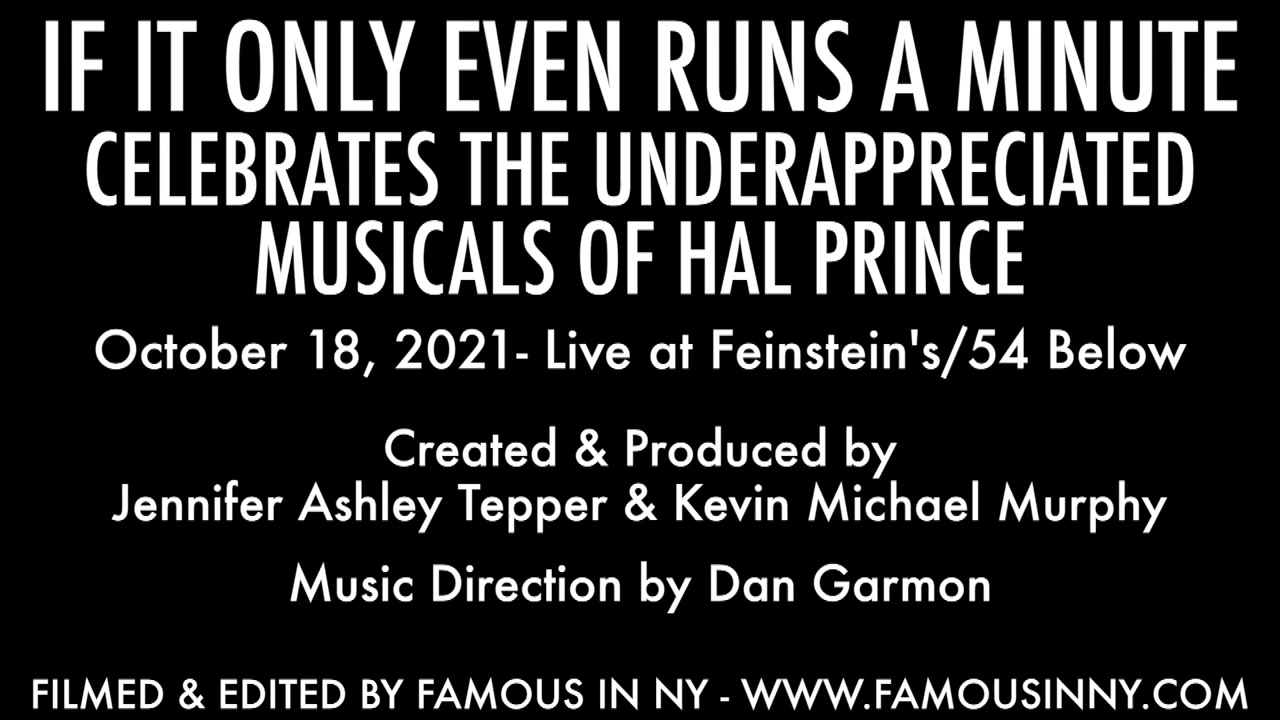 IF IT ONLY EVEN RUNS A MINUTE
CELEBRATES THE UNDERAPPRECIATED
MUSICALS OF HAL PRINCE
October 18, 2021- Live at Feinstein's/54 Below
Created & Produced by
Jennifer Ashley Tepper & Kevin Michael Murphy
Music Direction by Dan Garmon
FILMED & EDITED BY FAMOUS IN NY - WWW.FAMOUSINNY.COM